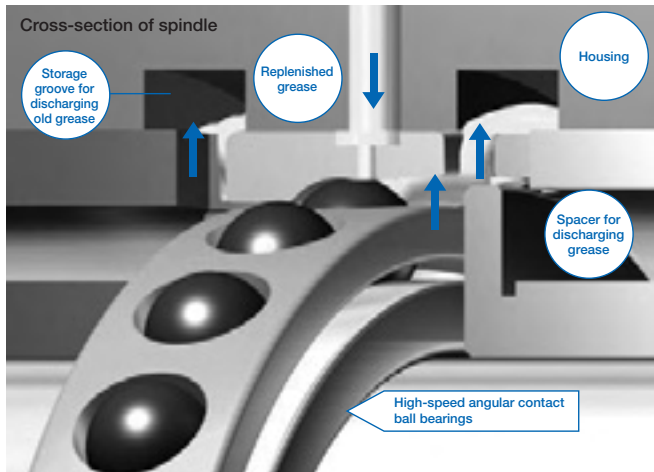 Cross-section of spindle
Storage
groove for
discharging
old grease
Replenished
grease
Housing
Spacer for
discharging
grease
High-speed angular contact
ball bearings